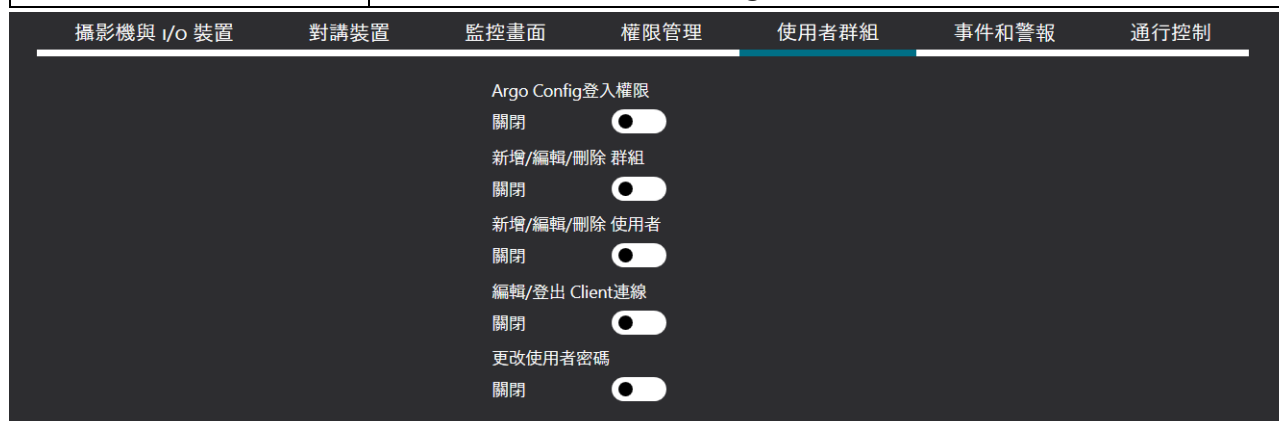 攝影機與 I/O 裝置 對講裝置 監控畫面 權限管理 使用者群組 事件和警報 通行控制
Argo Config登入權限
關閉
新增/編輯/刪除 群組
關閉
新增/編輯/刪除 使用者
關閉
編輯/登出 Client連線
關閉
更改使用者密碼
關閉